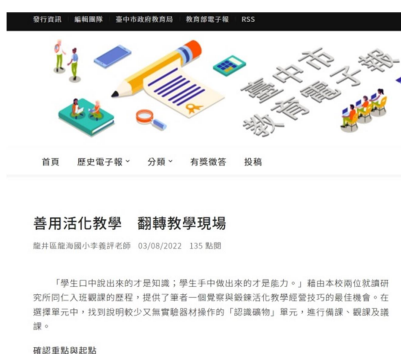 發行資訊 編輯團隊 臺中市政府教育局 教育部電子報 RSS
臺中市
教育電子報
首頁 歷史電子報 分類 有獎徵答 投稿
善用活化教學 翻轉教學現場
龍井區龍海國小李義評老師 03/08/2022 135 點閱
「學生口中說出來的才是知識；學生手中做出來的才是能力。」藉由本校兩位就讀研
究所同仁入班觀課的歷程，提供了筆者一個覺察與鍛鍊活化教學經營技巧的最佳機會。在
選擇單元中，找到說明較少又無實驗器材操作的「認識礦物」單元，進行備課、觀課及議
課。
確認重點與起點